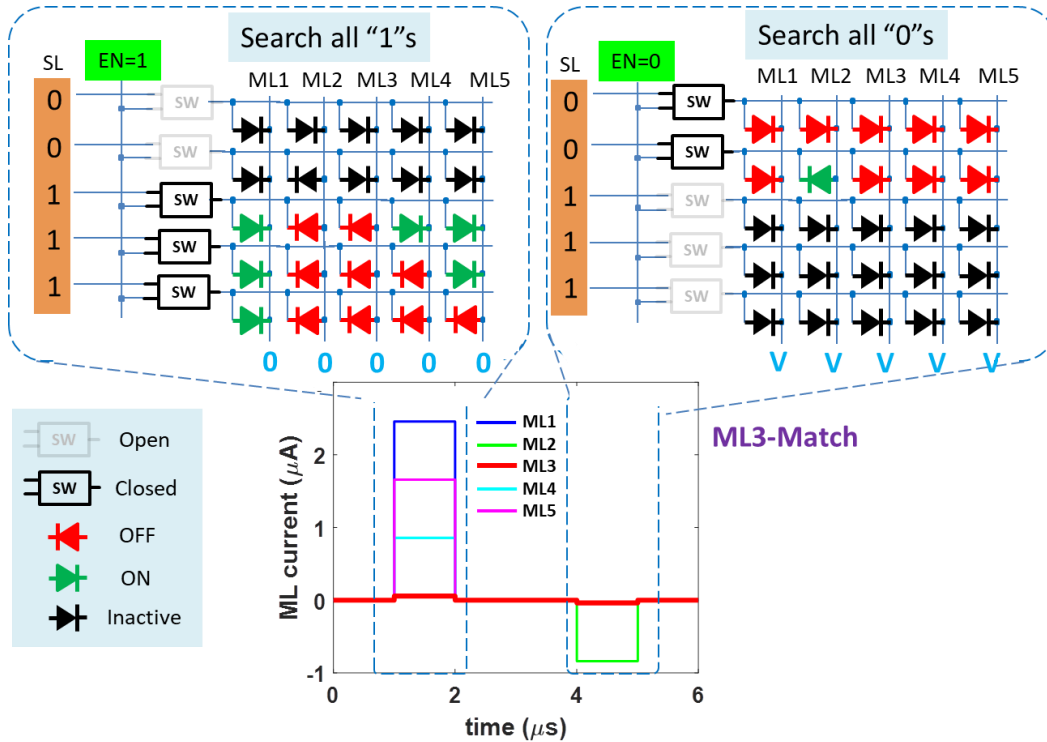 Search all "1"s
SL
EN=1
ML1 ML2 ML3 ML4 ML5
0
0
1
1
1
SW
SW
SW
SW
SW
0 0 0 0 0
Search all "0"s
SL
EN=0
ML1 ML2 ML3 ML4 ML5
0
0
1
1
1
SW
SW
SW
SW
SW
V V V V V
SW Open
SW Closed
OFF
ON
Inactive
ML current (μA)
2
1
0
-1
0 2 4 6
time (μs)
ML1
ML2
ML3
ML4
ML5
ML3-Match